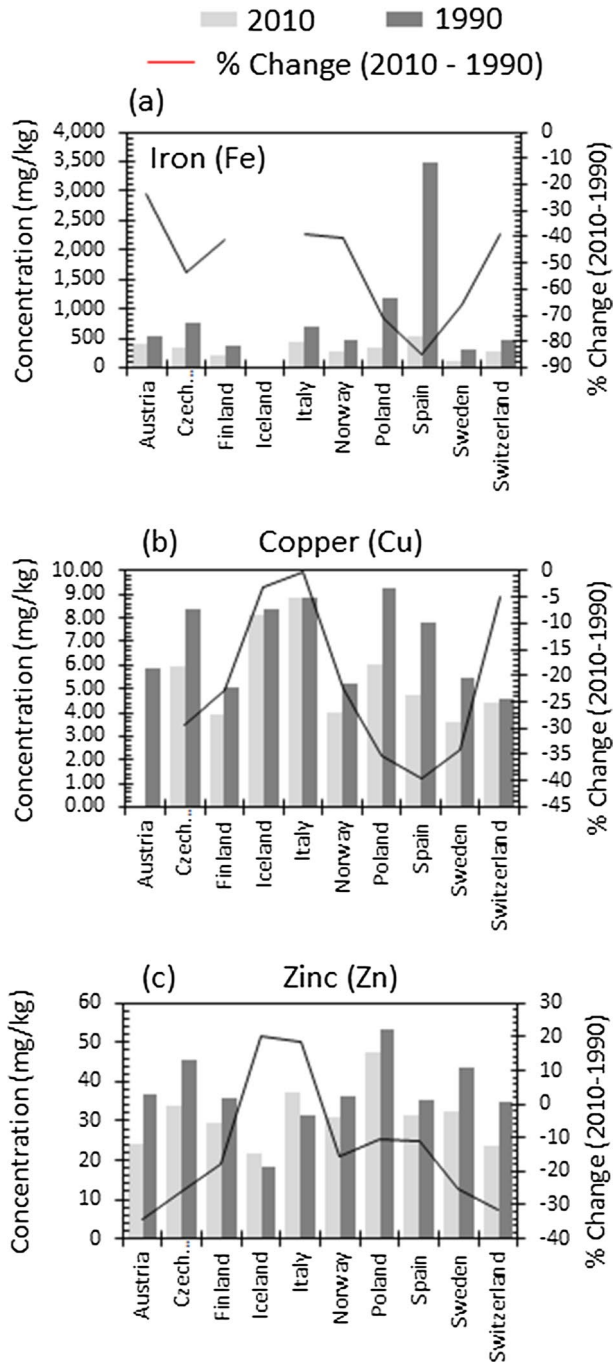 2010 1990
% Change (2010 - 1990)
(a)
Iron (Fe)
Concentration (mg/kg)
4,000
3,500
3,000
2,500
2,000
1,500
1,000
500
0
0
-10
-20
-30
-40
-50
-60
-70
-80
-90
% Change (2010-1990)
Austria
Czech...
Finland
Iceland
Italy
Norway
Poland
Spain
Sweden
Switzerland
(b) Copper (Cu)
Concentration (mg/kg)
10.00
9.00
8.00
7.00
6.00
5.00
4.00
3.00
2.00
1.00
0.00
0
-5
-10
-15
-20
-25
-30
-35
-40
-45
% Change (2010-1990)
Austria
Czech...
Finland
Iceland
Italy
Norway
Poland
Spain
Sweden
Switzerland
(c) Zinc (Zn)
Concentration (mg/kg)
60
50
40
30
20
10
0
30
20
10
0
-10
-20
-30
-40
% Change (2010-1990)
Austria
Czech...
Finland
Iceland
Italy
Norway
Poland
Spain
Sweden
Switzerland